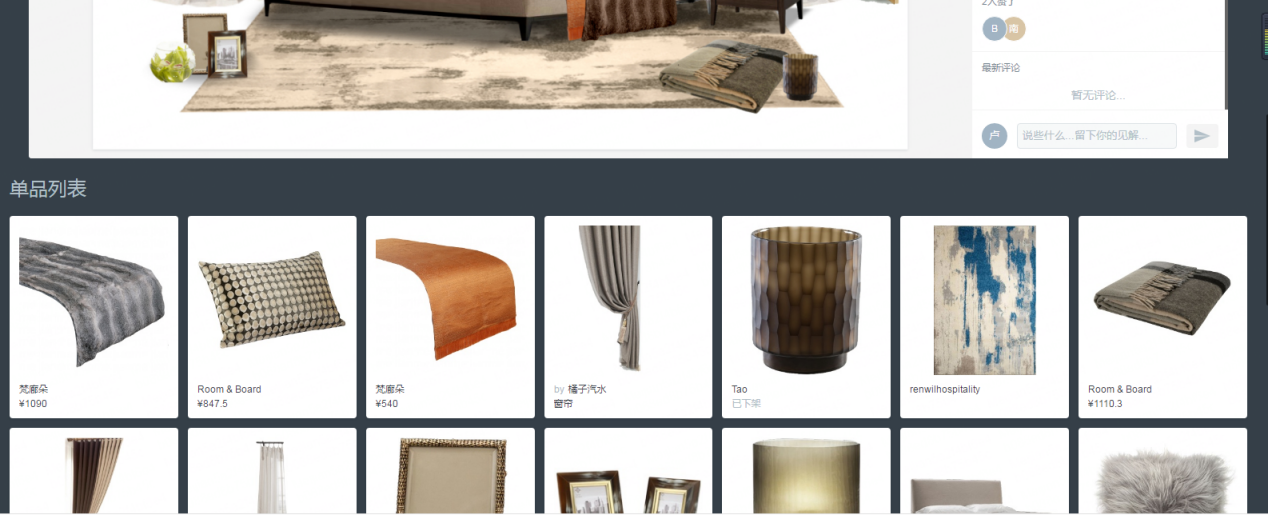 2人赞了
B 南
最新评论
暂无评论...
卢 说些什么...留下你的见解...
单品列表
梵廊朵
¥1090
Room & Board
¥847.5
梵廊朵
¥540
by 橘子汽水
窗帘
Tao
已下架
renwilhospitality
Room & Board
¥1110.3